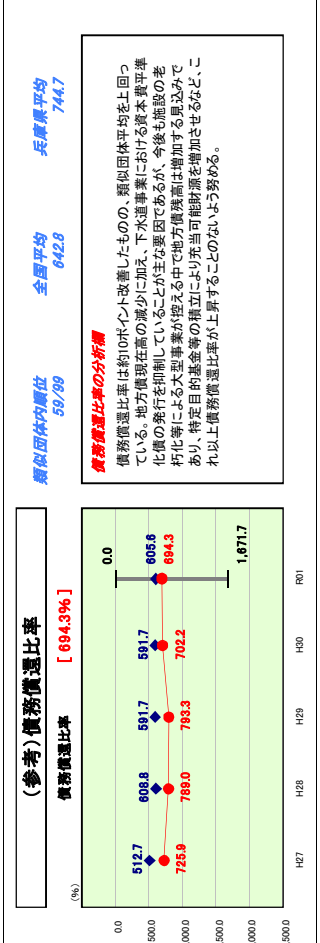 (参考)債務償還比率
債務償還比率 [ 694.3% ]
類似団体内順位
59/99
全国平均
642.8
兵庫県平均
744.7
(%)
0.0
500.0
,000.0
,500.0
,000.0
,500.0
512.7
608.8
591.7
591.7
605.6
725.9
789.0
793.3
702.2
694.3
0.0
1,671.7
H27
H28
H29
H30
R01
債務償還比率の分析欄
債務償還比率は約10ポイント改善したものの、類似団体平均を上回っ
ている。地方債現在高の減少に加え、下水道事業における資本費平準
化債の発行を抑制していることが主な要因であるが、今後も施設の老
朽化等による大型事業が控える中で地方債残高は増加する見込みで
あり、特定目的基金等の積立により充当可能財源を増加させるなど、こ
れ以上債務償還比率が上昇することのないよう努める。